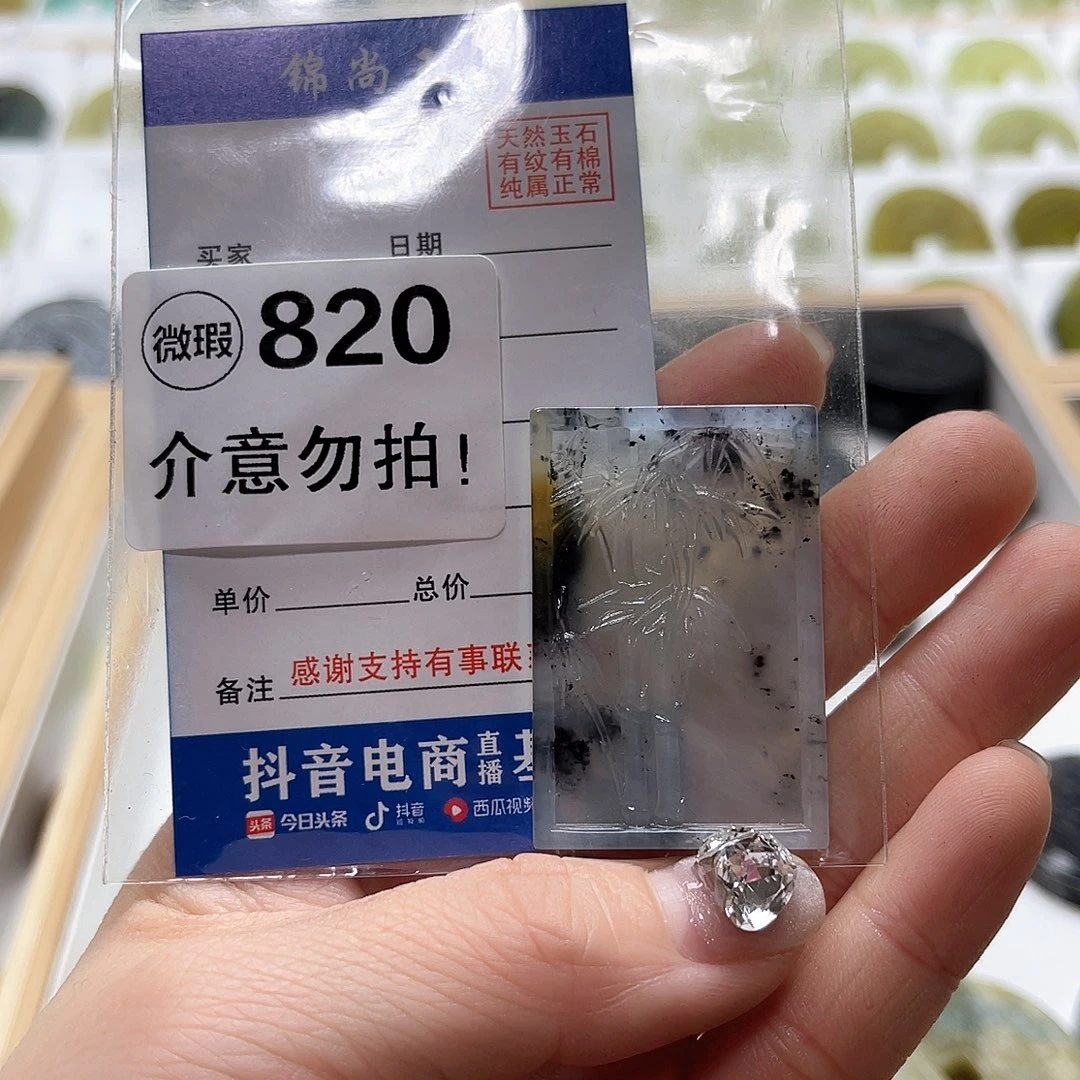 锦尚
天然玉石
有纹有棉
纯属正常
买家
日期
微瑕 820
介意勿拍!
单价
总价
备注
感谢支持有事联
抖音电商直播
头条 今日头条
抖音
西瓜视频